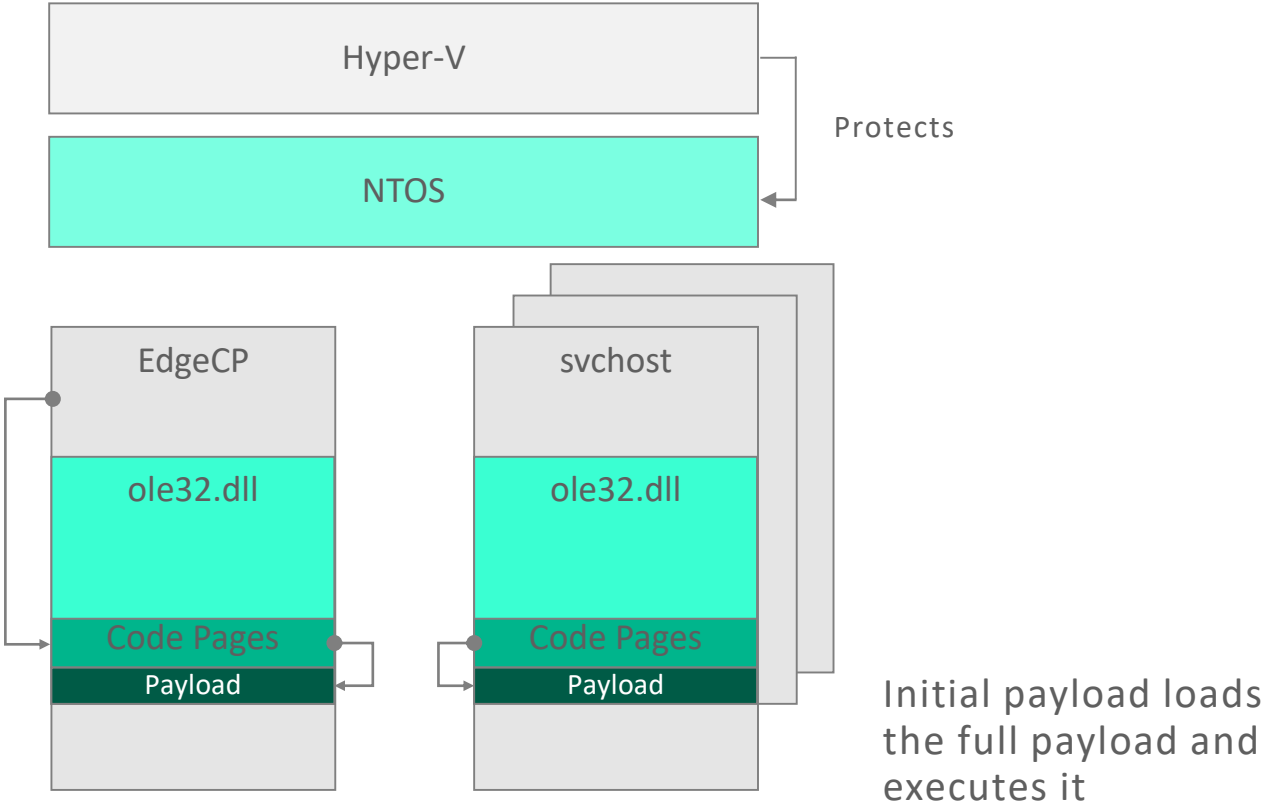 Hyper-V
Protects
NTOS
EdgeCP
svchost
ole32.dll
ole32.dll
Code Pages
Code Pages
Payload
Payload
Initial payload loads
the full payload and
executes it